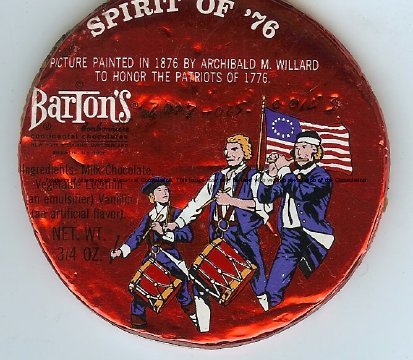 SPIRIT OF '76
PICTURE PAINTED IN 1876 BY ARCHIBALD M. WILLARD
TO HONOR THE PATRIOTS OF 1776.
BARTON'S
Bonbonniere
continental chocolates
Ingredients: Milk Chocolate,
Vegetable Lecithin
(an emulsifier) Vanillin
(an artificial flavor).
NET. WT.
3/4 OZ.